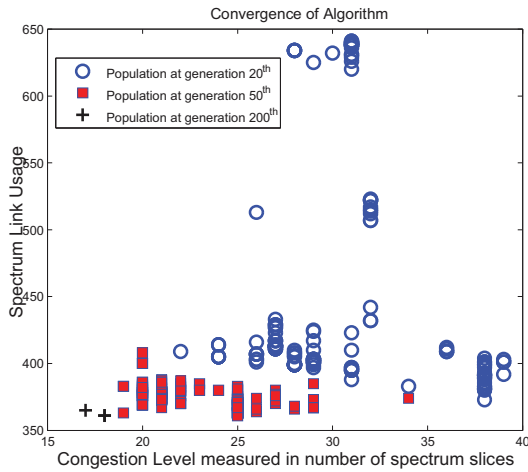 Convergence of Algorithm
650
600
550
500
450
400
350
Spectrum Link Usage
Population at generation 20th
Population at generation 50th
Population at generation 200th
15 20 25 30 35 40
Congestion Level measured in number of spectrum slices